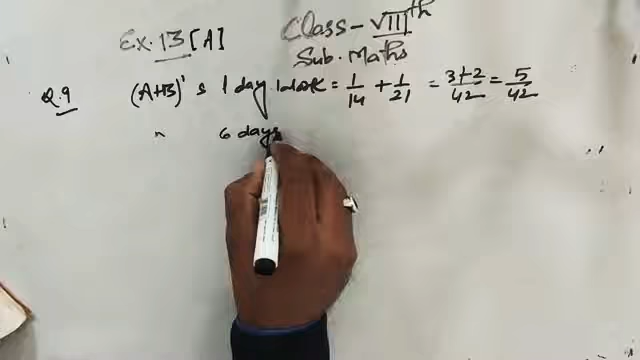 Ex. 13 [A]
Class - VIIIth
Sub. Maths
Q.9 (A+B)'s 1 day work = 1/14 + 1/21 = 3+2/42 = 5/42
" 6 days